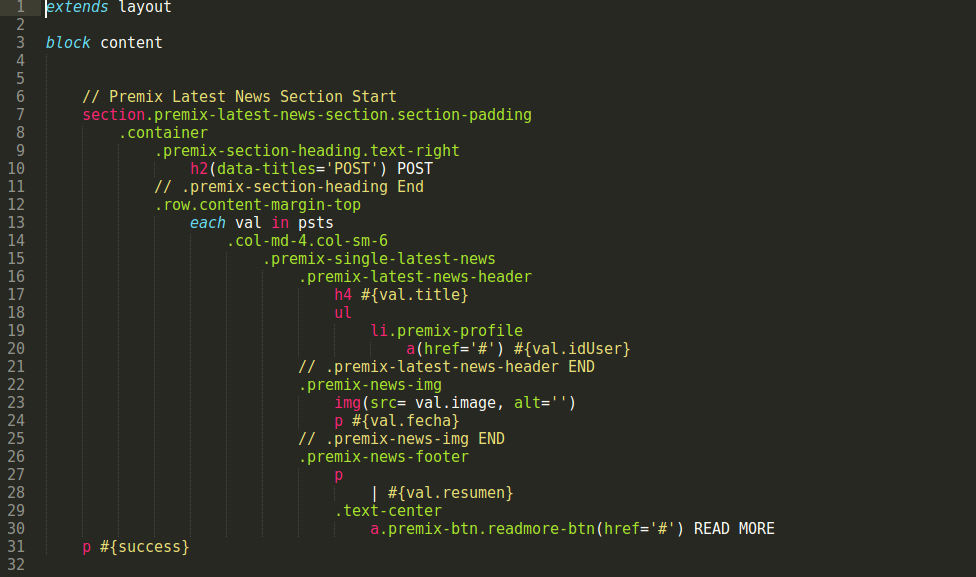 1 extends layout
2
3 block content
4
5
6 // Premix Latest News Section Start
7 section.premix-latest-news-section.section-padding
8 .container
9 .premix-section-heading.text-right
10 h2(data-titles='POST') POST
11 // .premix-section-heading End
12 .row.content-margin-top
13 each val in psts
14 .col-md-4.col-sm-6
15 .premix-single-latest-news
16 .premix-latest-news-header
17 h4 #{val.title}
18 ul
19 li.premix-profile
20 a(href='#') #{val.idUser}
21 // .premix-latest-news-header END
22 .premix-news-img
23 img(src= val.image, alt='')
24 p #{val.fecha}
25 // .premix-news-img END
26 .premix-news-footer
27 p
28 | #{val.resumen}
29 .text-center
30 a.premix-btn.readmore-btn(href='#') READ MORE
31 p #{success}
32